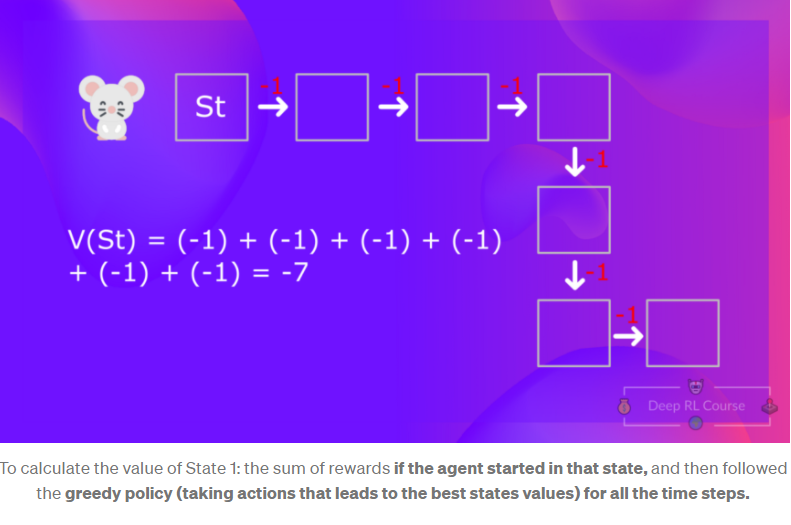 -1 -1 -1
St
-1
V(St) = (-1) + (-1) + (-1) + (-1)
+ (-1) + (-1) = -7
-1
-1
Deep RL Course
To calculate the value of State 1: the sum of rewards if the agent started in that state, and then followed
the greedy policy (taking actions that leads to the best states values) for all the time steps.